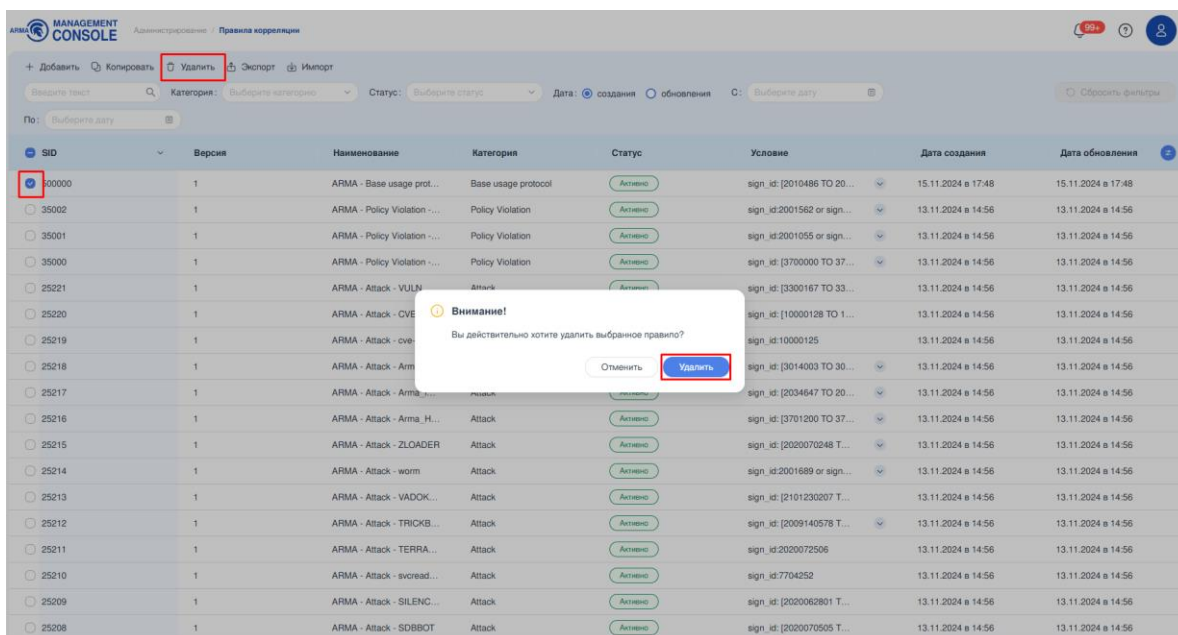 ARMA MANAGEMENT CONSOLE Администрирование / Правила корреляции 99+
+ Добавить Копировать Удалить Экспорт Импорт
Введите текст Категория: Выберите категорию Статус: Выберите статус Дата: создания обновления С: Выберите дату Сбросить фильтры
По: Выберите дату
SID Версия Наименование Категория Статус Условие Дата создания Дата обновления
500000 1 ARMA - Base usage prot... Base usage protocol Активно sign_id: [2010486 TO 20... 15.11.2024 в 17:48 15.11.2024 в 17:48
35002 1 ARMA - Policy Violation -... Policy Violation Активно sign_id:2001562 or sign... 13.11.2024 в 14:56 13.11.2024 в 14:56
35001 1 ARMA - Policy Violation -... Policy Violation Активно sign_id:2001055 or sign... 13.11.2024 в 14:56 13.11.2024 в 14:56
35000 1 ARMA - Policy Violation -... Policy Violation Активно sign_id: [3700000 TO 37... 13.11.2024 в 14:56 13.11.2024 в 14:56
25221 1 ARMA - Attack - VULN Attack Активно sign_id: [3300167 TO 33... 13.11.2024 в 14:56 13.11.2024 в 14:56
25220 1 ARMA - Attack - CVE sign_id: [10000128 TO 1... 13.11.2024 в 14:56 13.11.2024 в 14:56
Внимание!
Вы действительно хотите удалить выбранное правило?
Отменить Удалить
25219 1 ARMA - Attack - cve- sign_id:10000125 13.11.2024 в 14:56 13.11.2024 в 14:56
25218 1 ARMA - Attack - Arm sign_id: [3014003 TO 30... 13.11.2024 в 14:56 13.11.2024 в 14:56
25217 1 ARMA - Attack - Arma_I... Attack Активно sign_id: [2034647 TO 20... 13.11.2024 в 14:56 13.11.2024 в 14:56
25216 1 ARMA - Attack - Arma_H... Attack Активно sign_id: [3701200 TO 37... 13.11.2024 в 14:56 13.11.2024 в 14:56
25215 1 ARMA - Attack - ZLOADER Attack Активно sign_id: [2020070248 T... 13.11.2024 в 14:56 13.11.2024 в 14:56
25214 1 ARMA - Attack - worm Attack Активно sign_id:2001689 or sign... 13.11.2024 в 14:56 13.11.2024 в 14:56
25213 1 ARMA - Attack - VADOK... Attack Активно sign_id: [2101230207 T... 13.11.2024 в 14:56 13.11.2024 в 14:56
25212 1 ARMA - Attack - TRICKB... Attack Активно sign_id: [2009140578 T... 13.11.2024 в 14:56 13.11.2024 в 14:56
25211 1 ARMA - Attack - TERRA... Attack Активно sign_id:2020072506 13.11.2024 в 14:56 13.11.2024 в 14:56
25210 1 ARMA - Attack - svcread... Attack Активно sign_id:7704252 13.11.2024 в 14:56 13.11.2024 в 14:56
25209 1 ARMA - Attack - SILENC... Attack Активно sign_id: [2020062801 T... 13.11.2024 в 14:56 13.11.2024 в 14:56
25208 1 ARMA - Attack - SDBBOT Attack Активно sign_id: [2020070505 T... 13.11.2024 в 14:56 13.11.2024 в 14:56